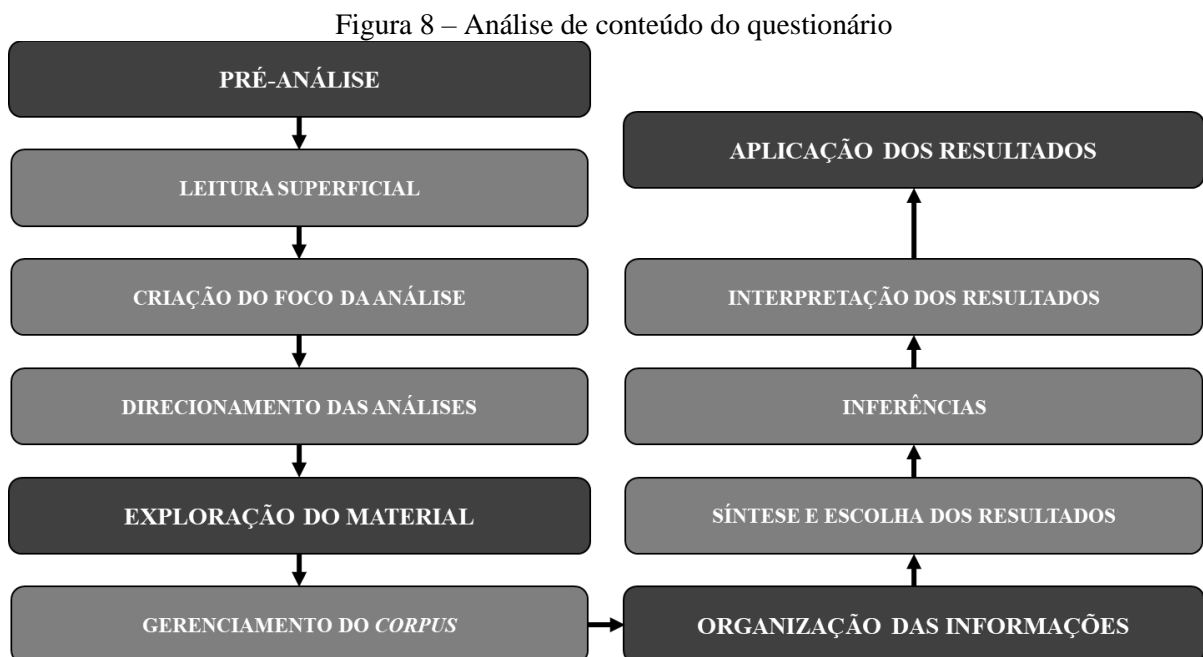 Figura 8 – Análise de conteúdo do questionário
PRÉ-ANÁLISE
LEITURA SUPERFICIAL
CRIAÇÃO DO FOCO DA ANÁLISE
DIRECIONAMENTO DAS ANÁLISES
EXPLORAÇÃO DO MATERIAL
GERENCIAMENTO DO CORPUS
ORGANIZAÇÃO DAS INFORMAÇÕES
SÍNTESE E ESCOLHA DOS RESULTADOS
INFERÊNCIAS
INTERPRETAÇÃO DOS RESULTADOS
APLICAÇÃO DOS RESULTADOS